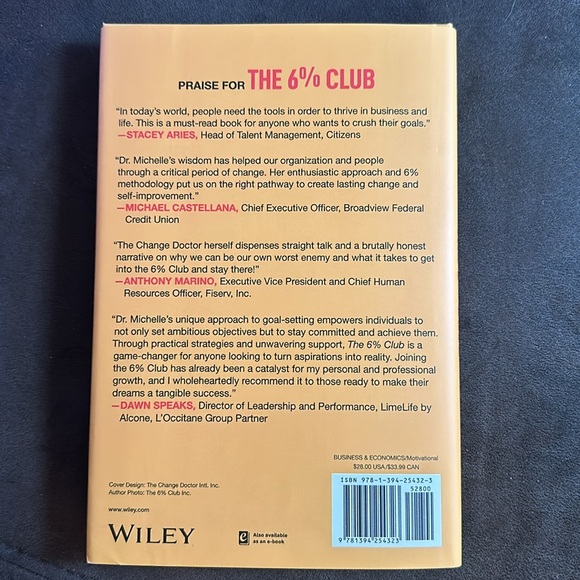 PRAISE FOR THE 6% CLUB
"In today's world, people need the tools in order to thrive in business and
life. This is a must-read book for anyone who wants to crush their goals."
—STACEY ARIES, Head of Talent Management, Citizens
"Dr. Michelle's wisdom has helped our organization and people
through a critical period of change. Her enthusiastic approach and 6%
methodology put us on the right pathway to create lasting change and
self-improvement."
—MICHAEL CASTELLANA, Chief Executive Officer, Broadview Federal
Credit Union
"The Change Doctor herself dispenses straight talk and a brutally honest
narrative on why we can be our own worst enemy and what it takes to get
into the 6% Club and stay there!"
—ANTHONY MARINO, Executive Vice President and Chief Human
Resources Officer, Fiserv, Inc.
"Dr. Michelle's unique approach to goal-setting empowers individuals to
not only set ambitious objectives but to stay committed and achieve them.
Through practical strategies and unwavering support, The 6% Club is a
game-changer for anyone looking to turn aspirations into reality. Joining
the 6% Club has already been a catalyst for my personal and professional
growth, and I wholeheartedly recommend it to those ready to make their
dreams a tangible success."
—DAWN SPEAKS, Director of Leadership and Performance, LimeLife by
Alcone, L'Occitane Group Partner
BUSINESS & ECONOMICS/Motivational
$28.00 USA/$33.99 CAN
Cover Design: The Change Doctor Intl. Inc.
Author Photo: The 6% Club Inc.
www.wiley.com
WILEY
e
Also available
as an e-book
ISBN 978-1-394-25432-3
52800
9 781394 254323